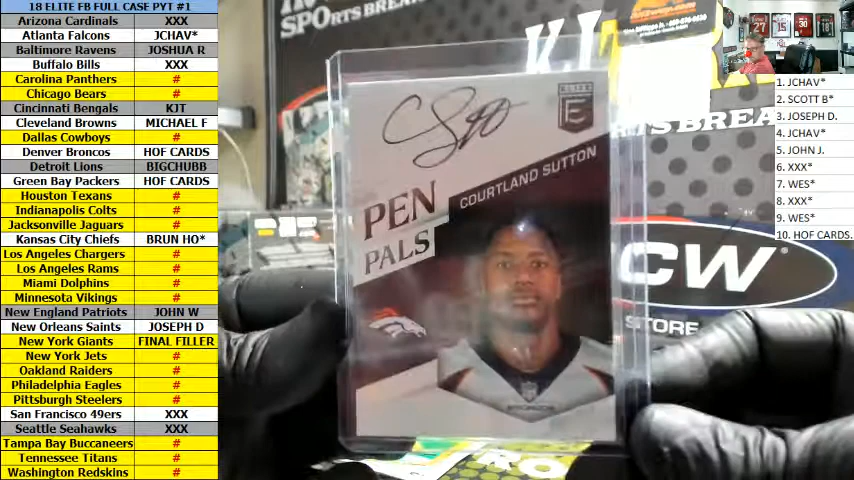 18 ELITE FB FULL CASE PYT #1
Arizona Cardinals XXX
Atlanta Falcons JCHAV*
Baltimore Ravens JOSHUA R
Buffalo Bills XXX
Carolina Panthers #
Chicago Bears #
Cincinnati Bengals KJT
Cleveland Browns MICHAEL F
Dallas Cowboys #
Denver Broncos HOF CARDS
Detroit Lions BIGCHUBB
Green Bay Packers HOF CARDS
Houston Texans #
Indianapolis Colts #
Jacksonville Jaguars #
Kansas City Chiefs BRUN HO*
Los Angeles Chargers #
Los Angeles Rams #
Miami Dolphins #
Minnesota Vikings #
New England Patriots JOHN W
New Orleans Saints JOSEPH D
New York Giants FINAL FILLER
New York Jets #
Oakland Raiders #
Philadelphia Eagles #
Pittsburgh Steelers #
San Francisco 49ers XXX
Seattle Seahawks XXX
Tampa Bay Buccaneers #
Tennessee Titans #
Washington Redskins #
SPORTS BREA
KJ
RTS BREA
ELITE
E
COURTLAND SUTTON
PEN
PALS
NFL
CW
STORE
1. JCHAV*
2. SCOTT B*
3. JOSEPH D.
4. JCHAV*
5. JOHN J.
6. XXX*
7. WES*
8. XXX*
9. WES*
10. HOF CARDS.